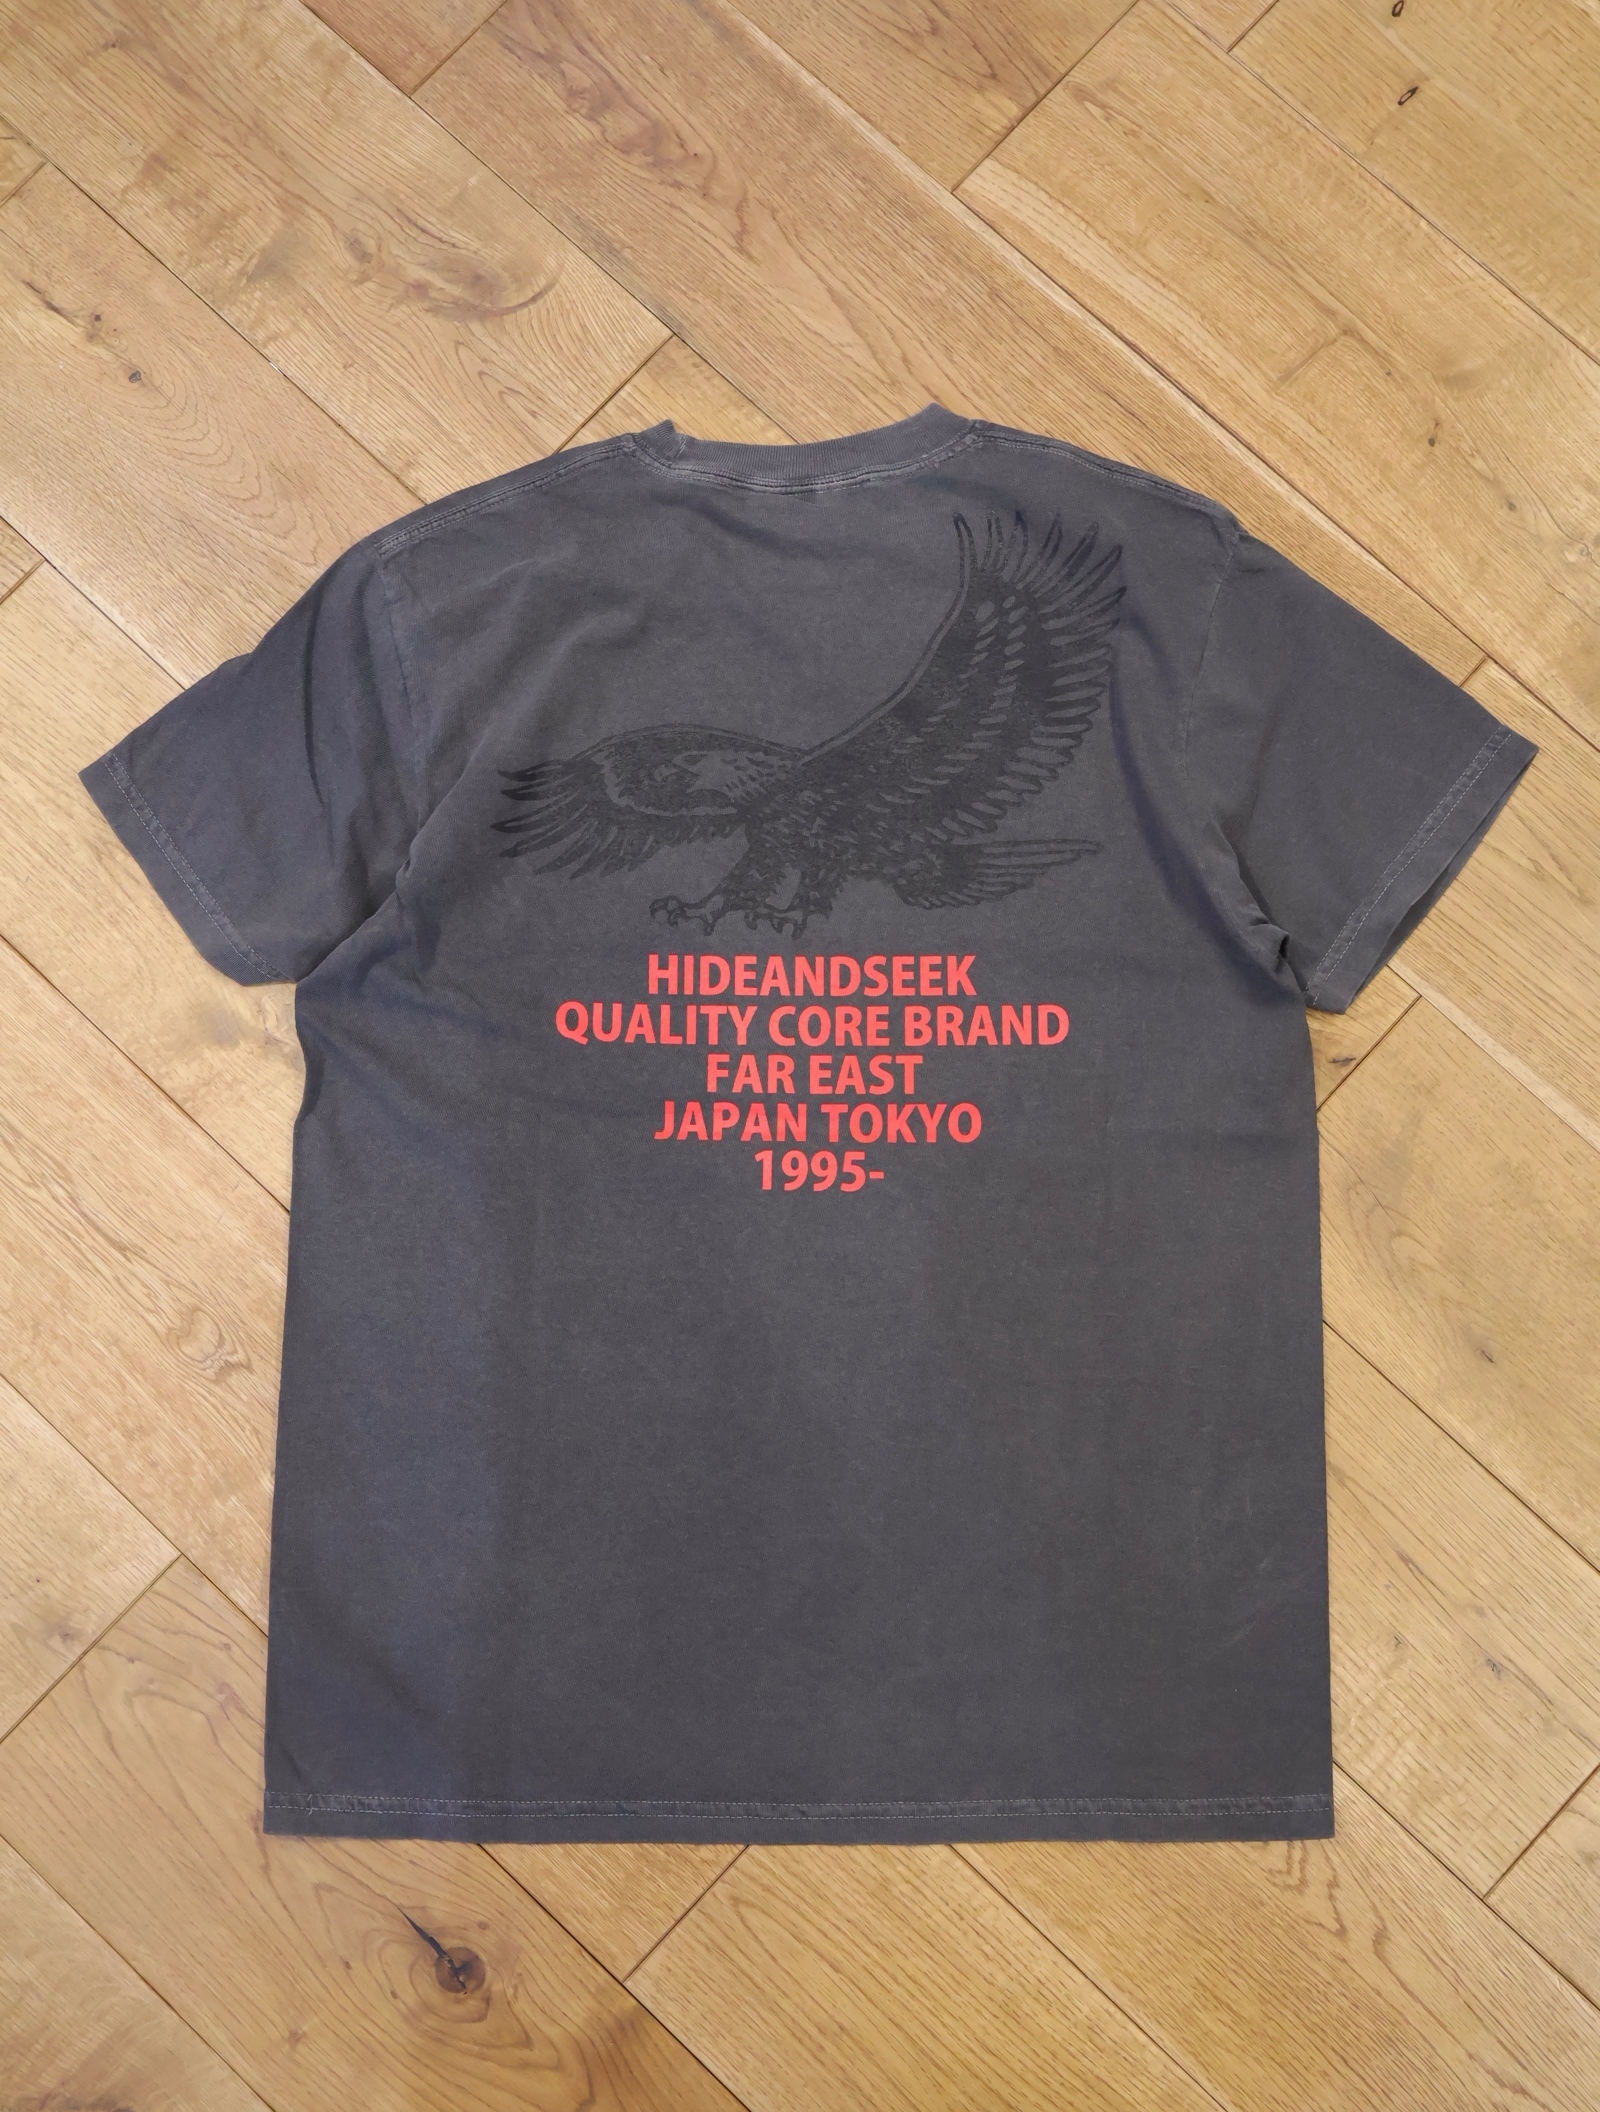 HIDEANDSEEK
QUALITY CORE BRAND
FAR EAST
JAPAN TOKYO
1995-